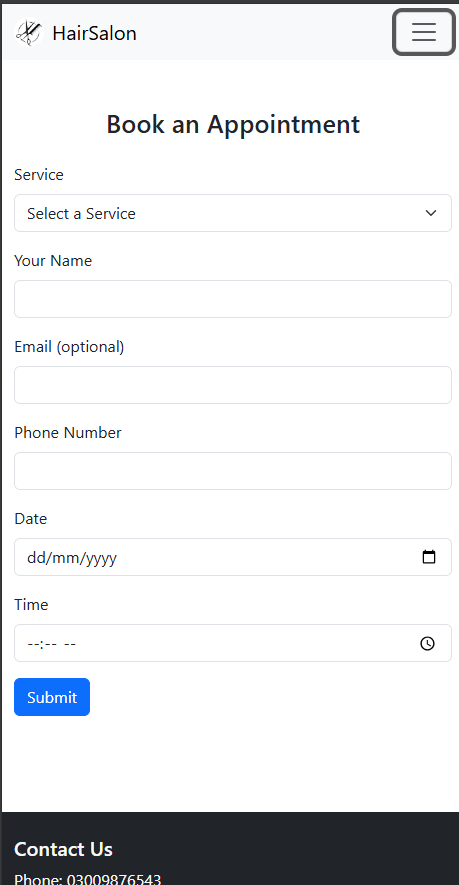 HairSalon
Book an Appointment
Service
Select a Service
Your Name
Email (optional)
Phone Number
Date
dd/mm/yyyy
Time
--:-- --
Submit
Contact Us
Phone: 03009876543